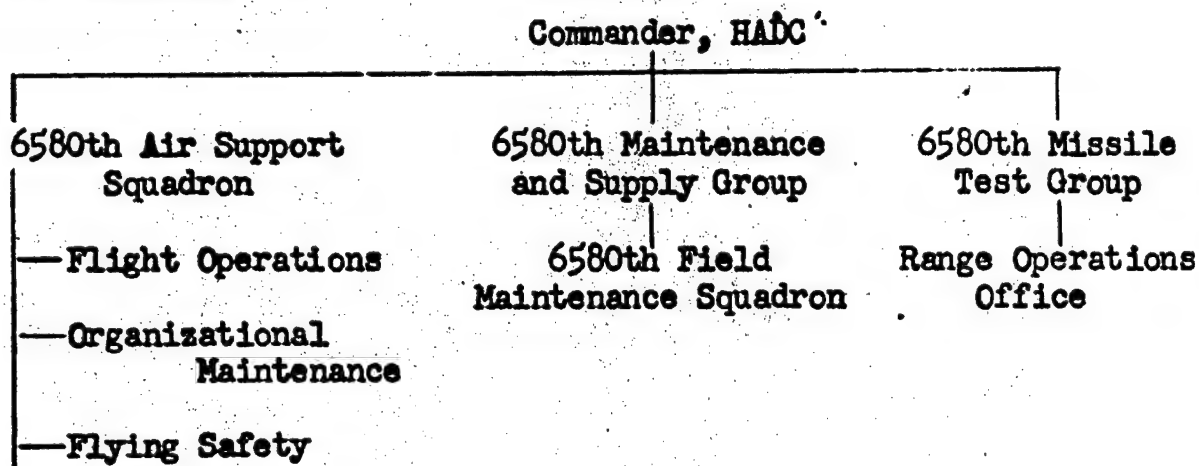 Commander, HADC
6580th Air Support
Squadron
Flight Operations
Organizational
Maintenance
Flying Safety
6580th Maintenance
and Supply Group
6580th Field
Maintenance Squadron
6580th Missile
Test Group
Range Operations
Office